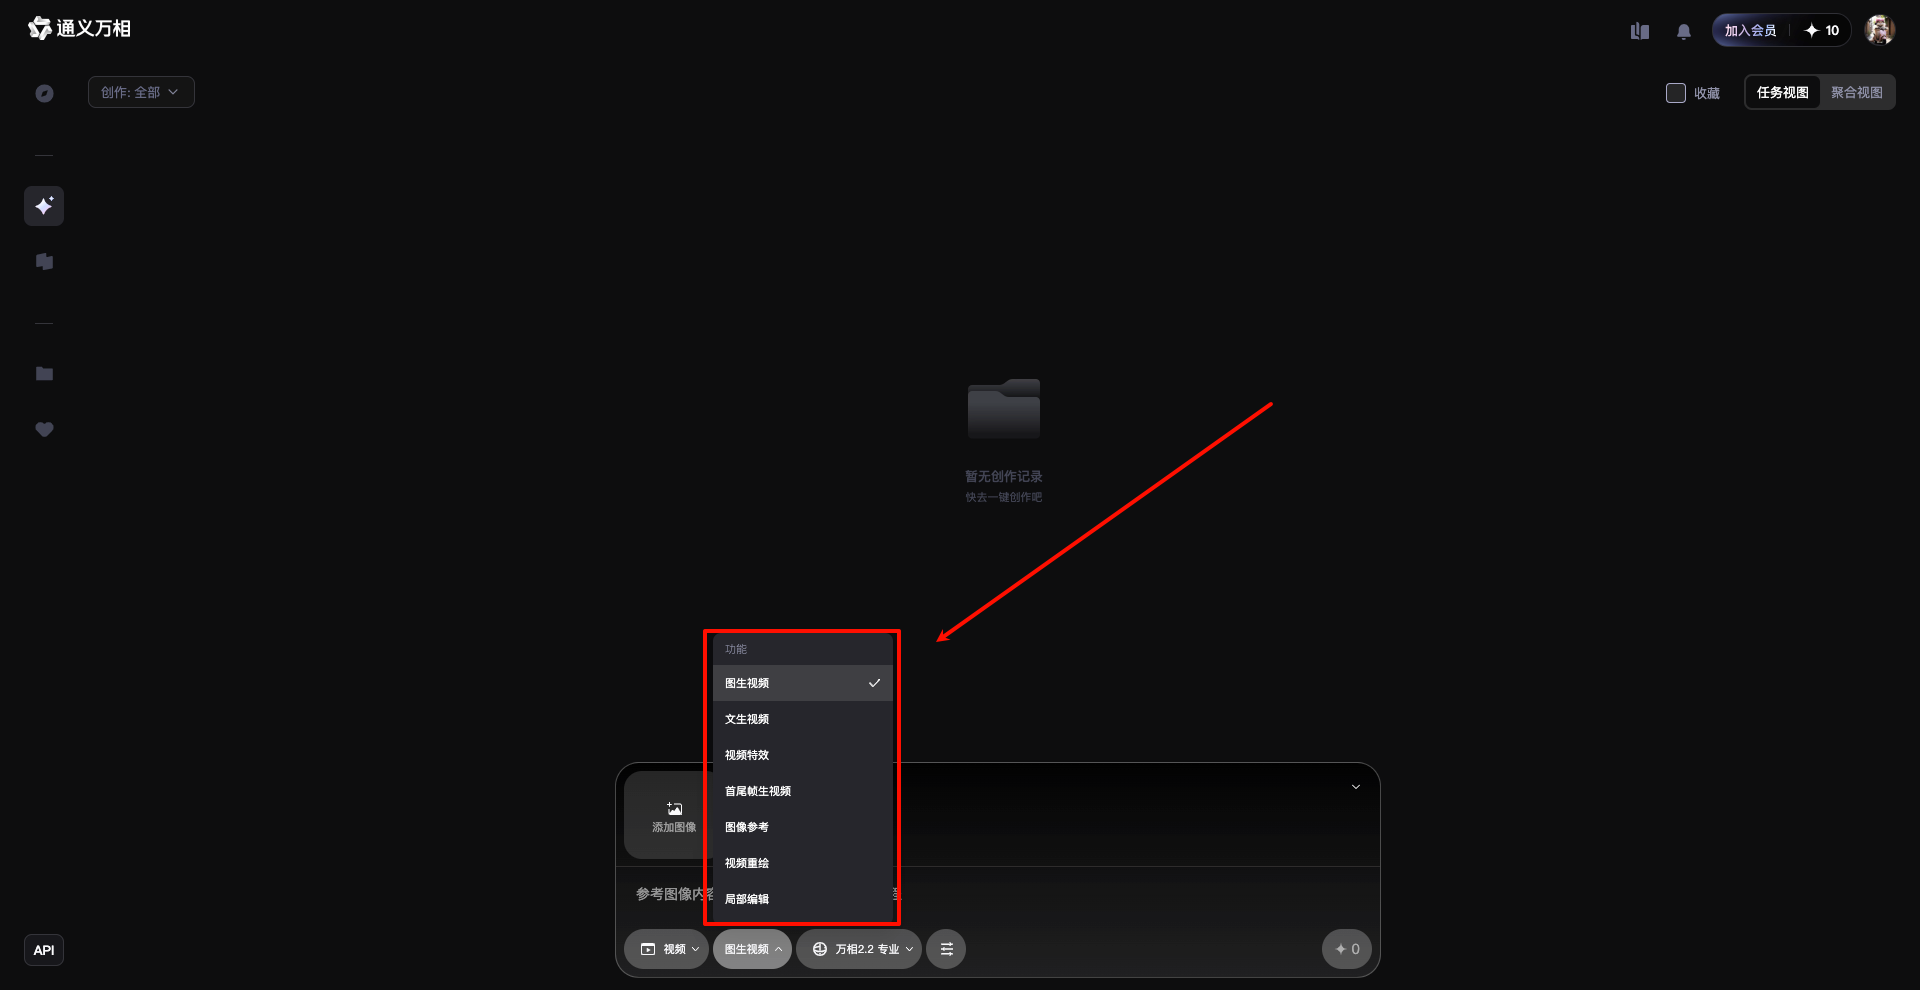 通义万相
加入会员
10
创作: 全部
收藏
任务视图
聚合视图
暂无创作记录
快去一键创作吧
功能
图生视频
文生视频
视频特效
首尾帧生视频
图像参考
视频重绘
局部编辑
添加图像
参考图像内
视频
图生视频
万相2.2 专业
0
API